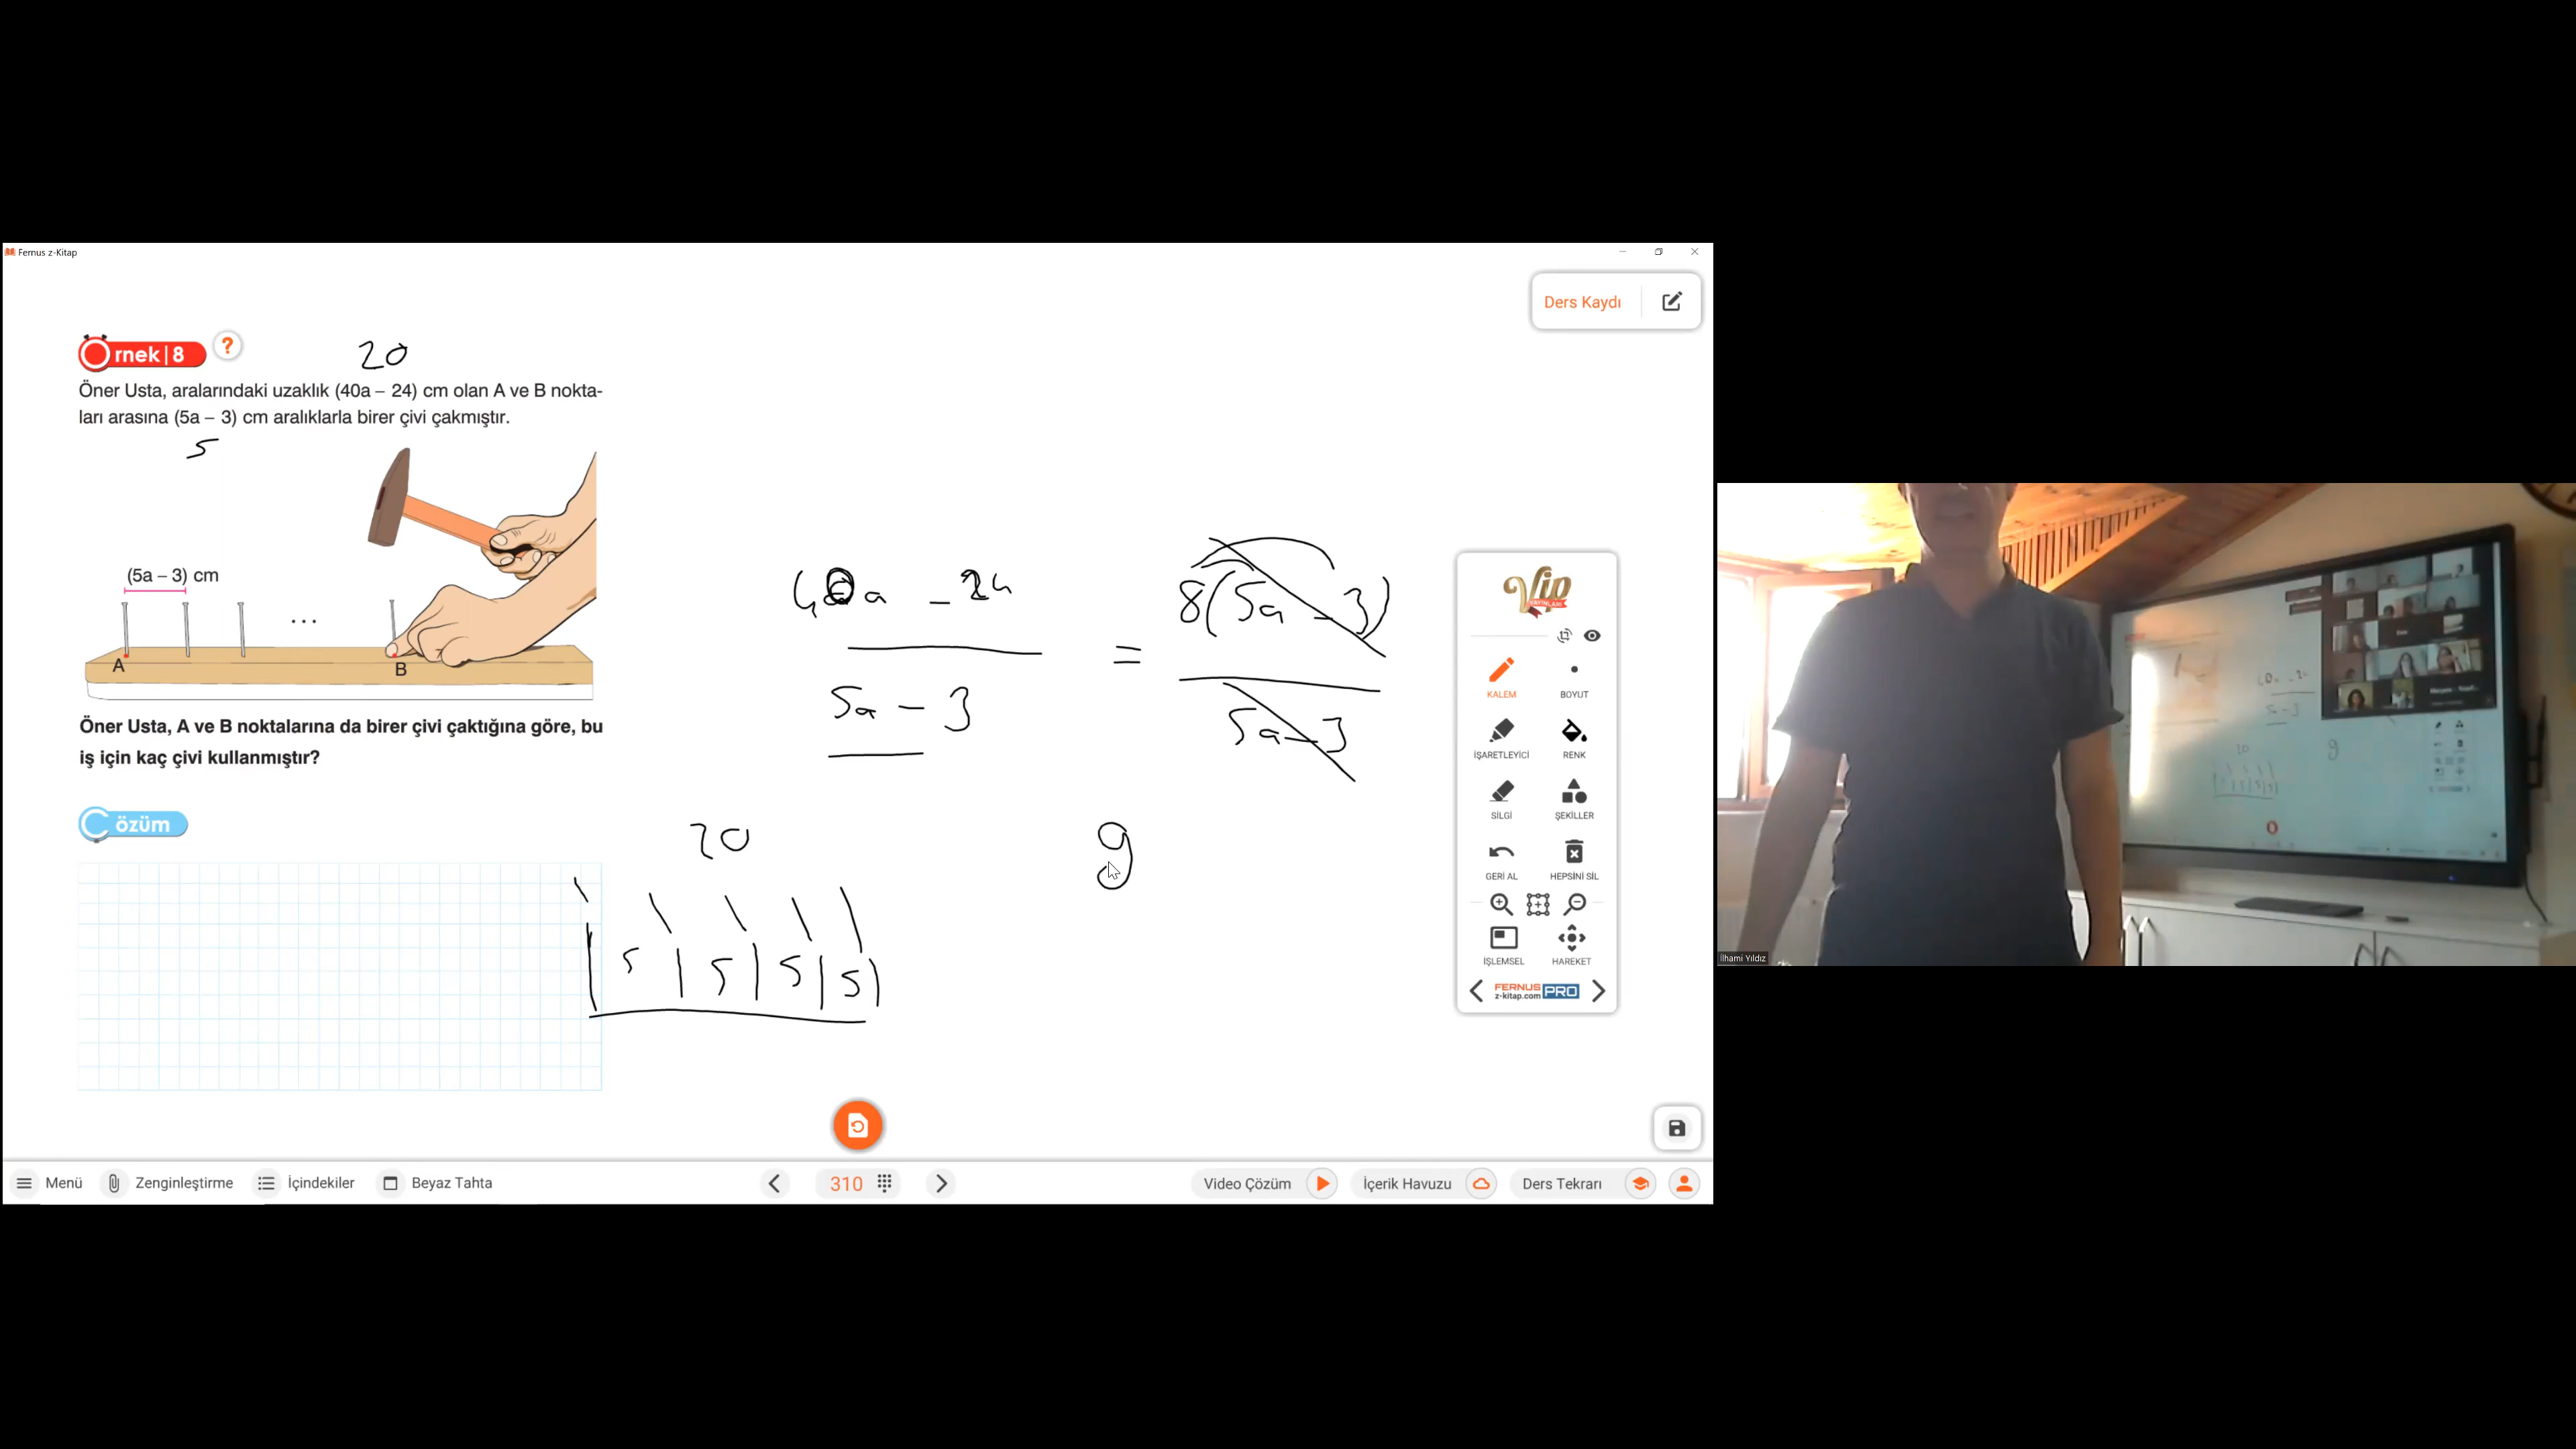 Fernus z-Kitap
Ders Kaydı
Örnek|8 ?
20
Öner Usta, aralarındaki uzaklık (40a – 24) cm olan A ve B nokta-
ları arasına (5a – 3) cm aralıklarla birer çivi çakmıştır.
5
(5a – 3) cm
...
A
B
Öner Usta, A ve B noktalarına da birer çivi çaktığına göre, bu
iş için kaç çivi kullanmıştır?
Çözüm
40a - 24
5a - 3
=
8(5a - 3)
5a - 3
20
9
5 5 5 5
Vip
YAYINLARI
KALEM
BOYUT
İŞARETLEYİCİ
RENK
SİLGİ
ŞEKİLLER
GERİ AL
HEPSİNİ SİL
İŞLEMSEL
HAREKET
FERNUS
z-kitap.com PRO
İlhami Yıldız
Menü
Zenginleştirme
İçindekiler
Beyaz Tahta
310
Video Çözüm
İçerik Havuzu
Ders Tekrarı